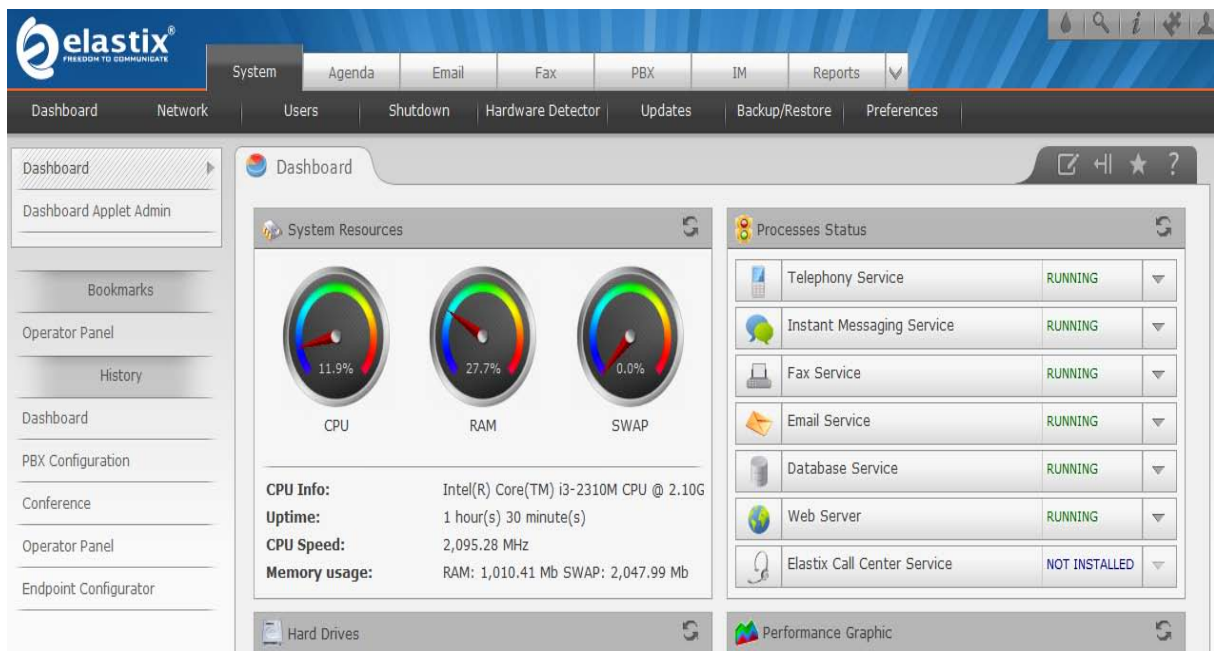 elastix®
FREEDOM TO COMMUNICATE
System Agenda Email Fax PBX IM Reports
Dashboard Network Users Shutdown Hardware Detector Updates Backup/Restore Preferences
Dashboard
Dashboard Applet Admin
Bookmarks
Operator Panel
History
Dashboard
PBX Configuration
Conference
Operator Panel
Endpoint Configurator
Dashboard
?
System Resources
11.9% 27.7% 0.0%
CPU RAM SWAP
CPU Info: Intel(R) Core(TM) i3-2310M CPU @ 2.10G
Uptime: 1 hour(s) 30 minute(s)
CPU Speed: 2,095.28 MHz
Memory usage: RAM: 1,010.41 Mb SWAP: 2,047.99 Mb
Processes Status
Telephony Service RUNNING
Instant Messaging Service RUNNING
Fax Service RUNNING
Email Service RUNNING
Database Service RUNNING
Web Server RUNNING
Elastix Call Center Service NOT INSTALLED
Hard Drives
Performance Graphic